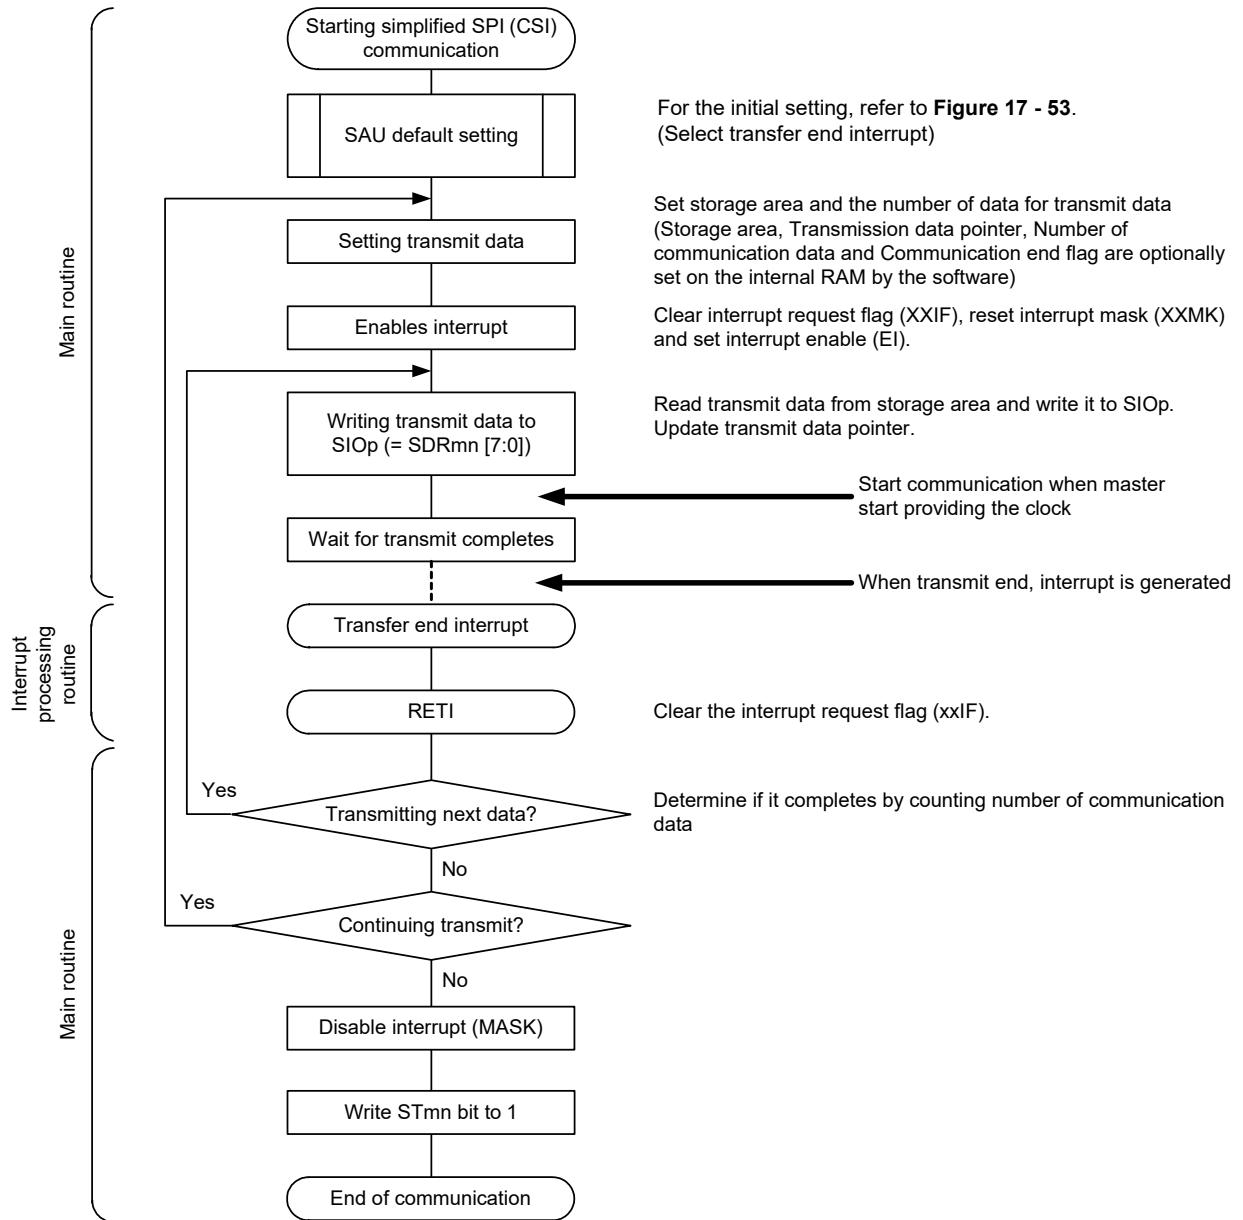 Starting simplified SPI (CSI)
communication
SAU default setting
For the initial setting, refer to Figure 17 - 53.
(Select transfer end interrupt)
Setting transmit data
Set storage area and the number of data for transmit data
(Storage area, Transmission data pointer, Number of
communication data and Communication end flag are optionally
set on the internal RAM by the software)
Main routine
Enables interrupt
Clear interrupt request flag (XXIF), reset interrupt mask (XXMK)
and set interrupt enable (EI).
Writing transmit data to
SIOp (= SDRmn [7:0])
Read transmit data from storage area and write it to SIOp.
Update transmit data pointer.
Start communication when master
start providing the clock
Wait for transmit completes
When transmit end, interrupt is generated
Interrupt
processing
routine
Transfer end interrupt
RETI
Clear the interrupt request flag (xxIF).
Yes
Transmitting next data?
Determine if it completes by counting number of communication
data
No
Yes
Continuing transmit?
No
Main routine
Disable interrupt (MASK)
Write STmn bit to 1
End of communication